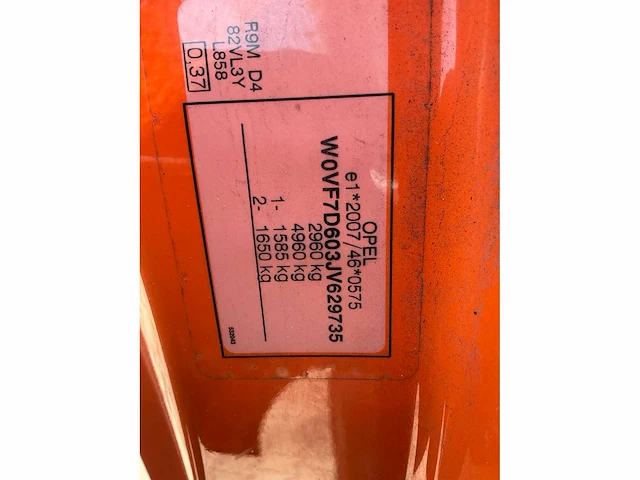 OPEL
e1*2007/46*0575
W0VF7D603JV629735
2960 kg
4960 kg
1- 1585 kg
2- 1650 kg
R9M D4
82VL3Y
L858
0,37